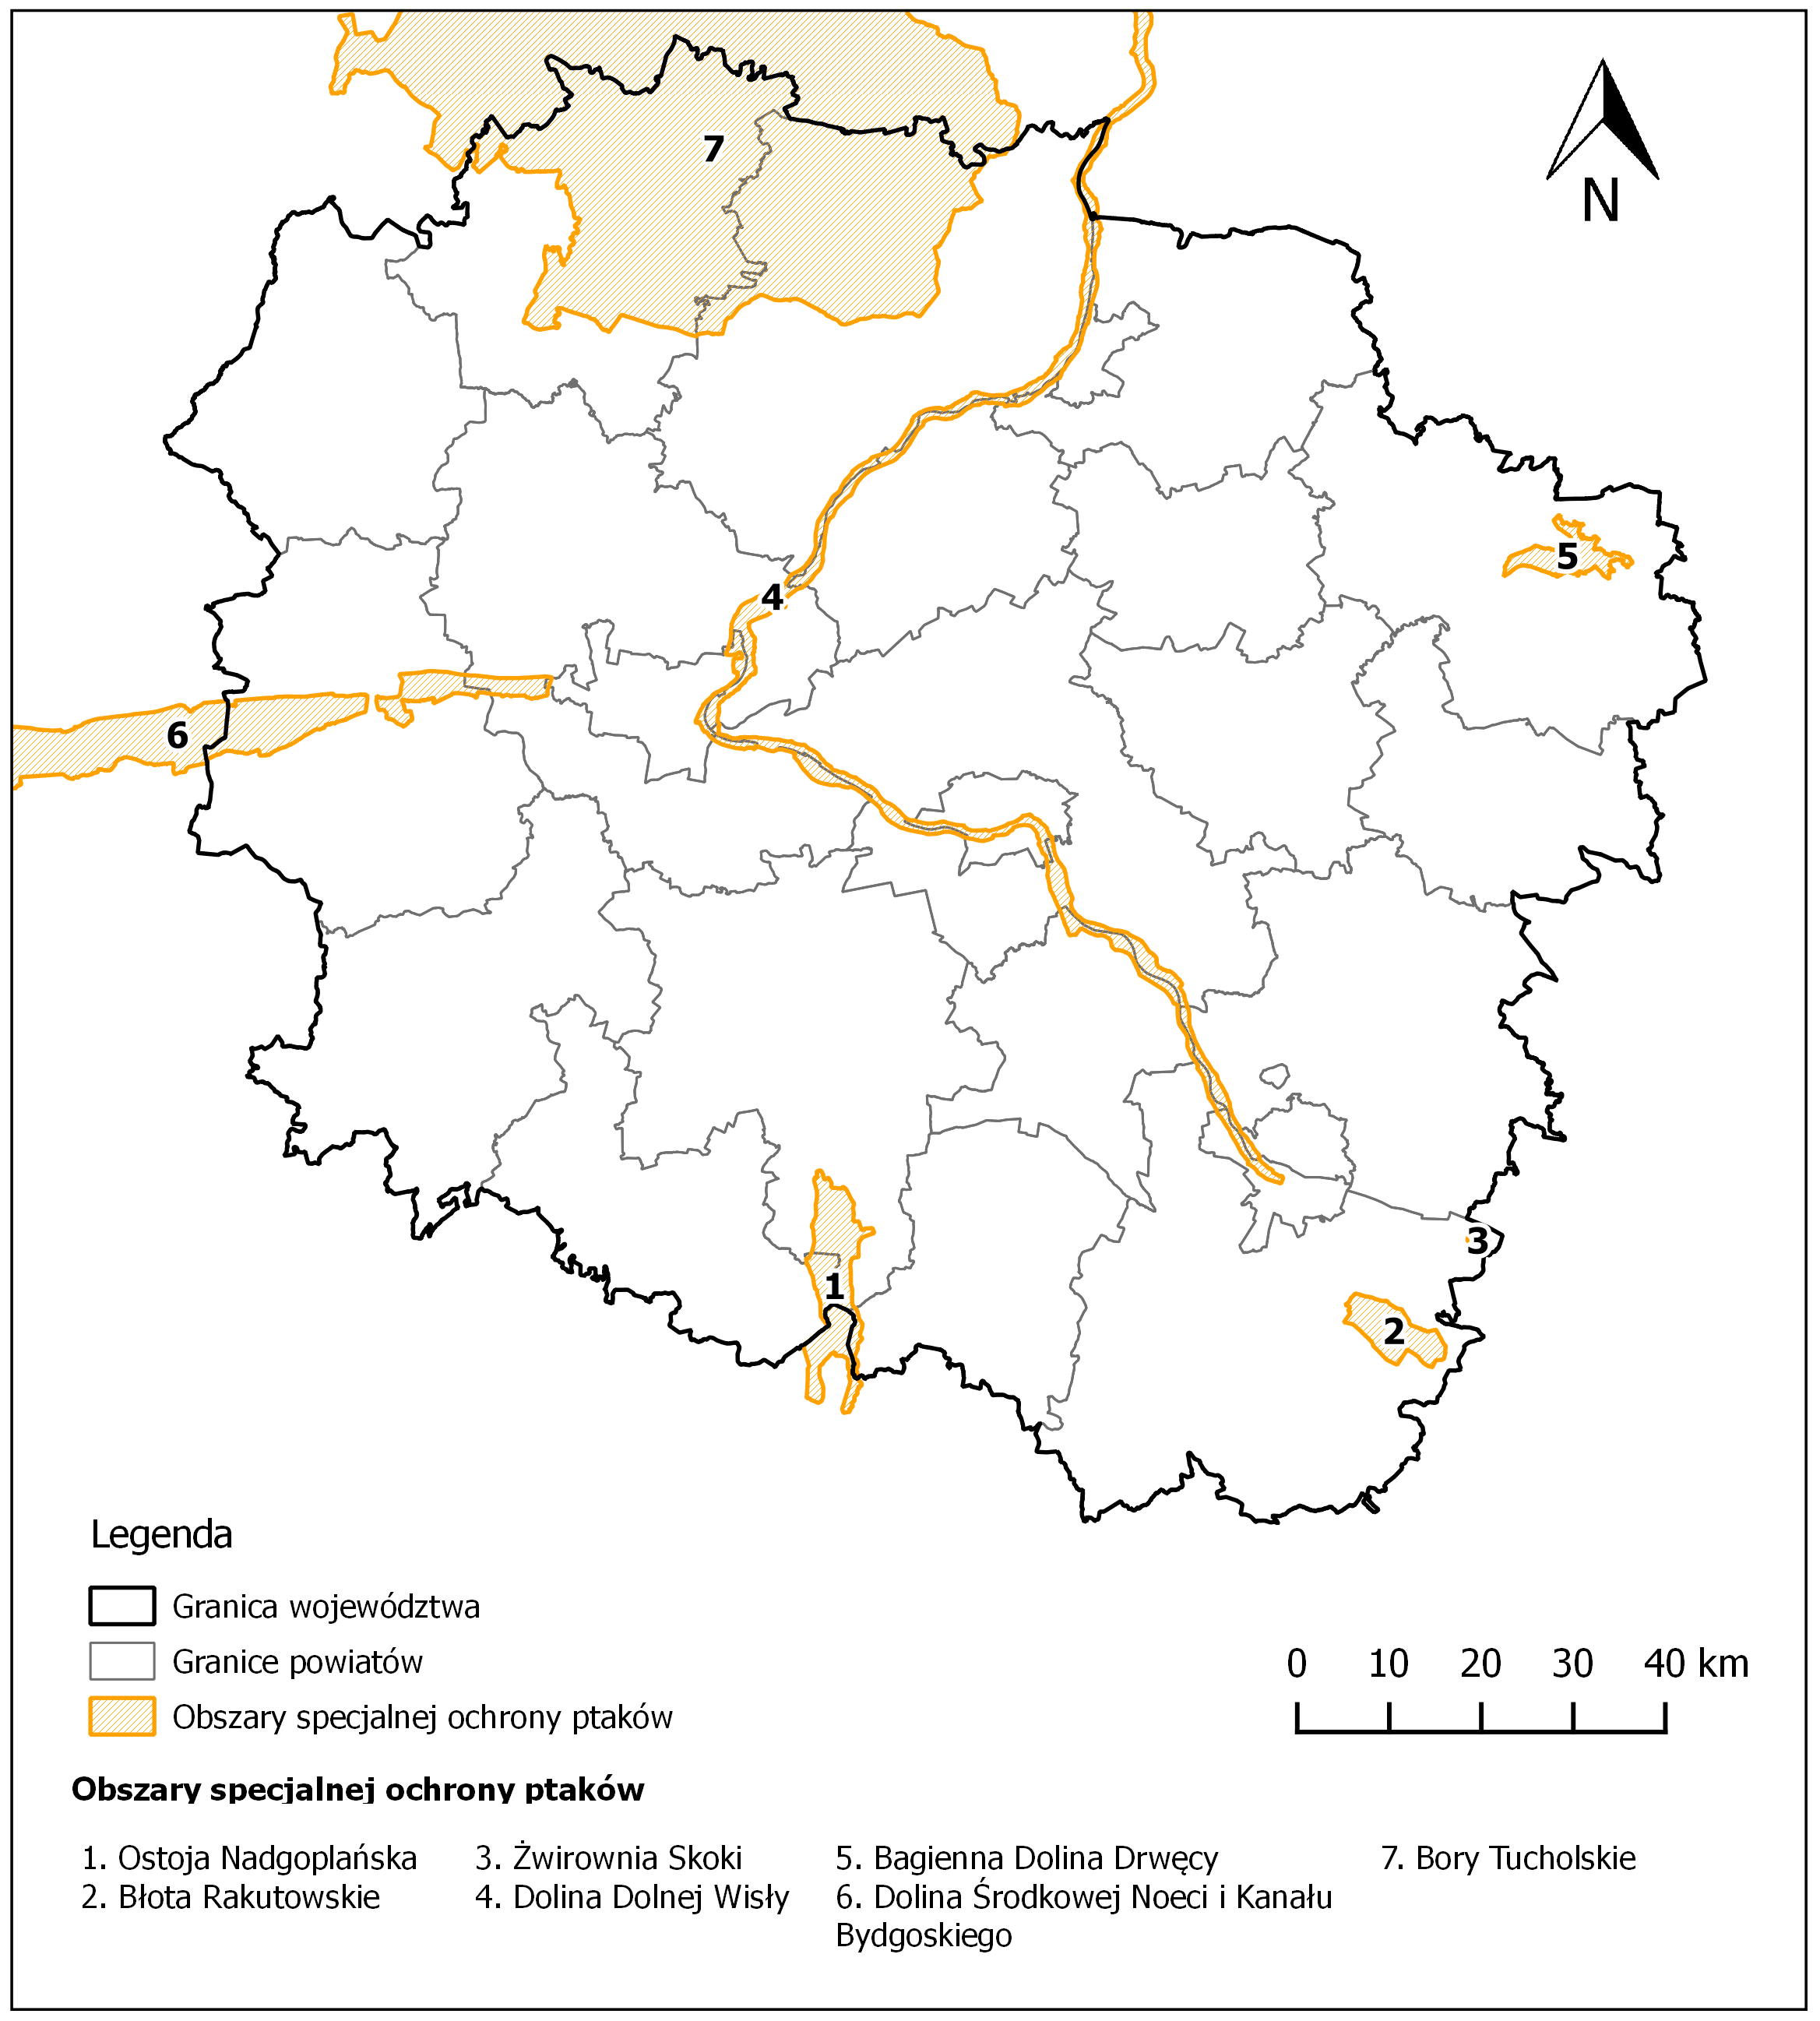 N
7
5
4
6
3
1
2
Legenda
Granica województwa
Granice powiatów
Obszary specjalnej ochrony ptaków
0 10 20 30 40 km
Obszary specjalnej ochrony ptaków
1. Ostoja Nadgoplańska
2. Błota Rakutowskie
3. Żwirownia Skoki
4. Dolina Dolnej Wisły
5. Bagienna Dolina Drwęcy
6. Dolina Środkowej Noeci i Kanału
Bydgoskiego
7. Bory Tucholskie